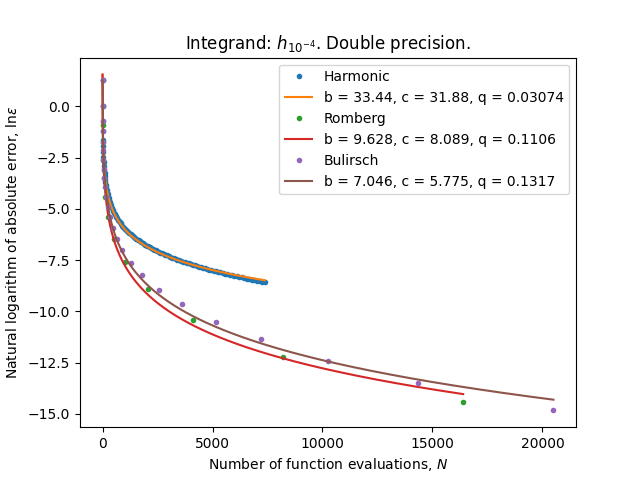 Integrand: h₁₀₋₄. Double precision.
Harmonic
b = 33.44, c = 31.88, q = 0.03074
Romberg
b = 9.628, c = 8.089, q = 0.1106
Bulirsch
b = 7.046, c = 5.775, q = 0.1317
Natural logarithm of absolute error, lnε
0.0
−2.5
−5.0
−7.5
−10.0
−12.5
−15.0
0
5000
10000
15000
20000
Number of function evaluations, N